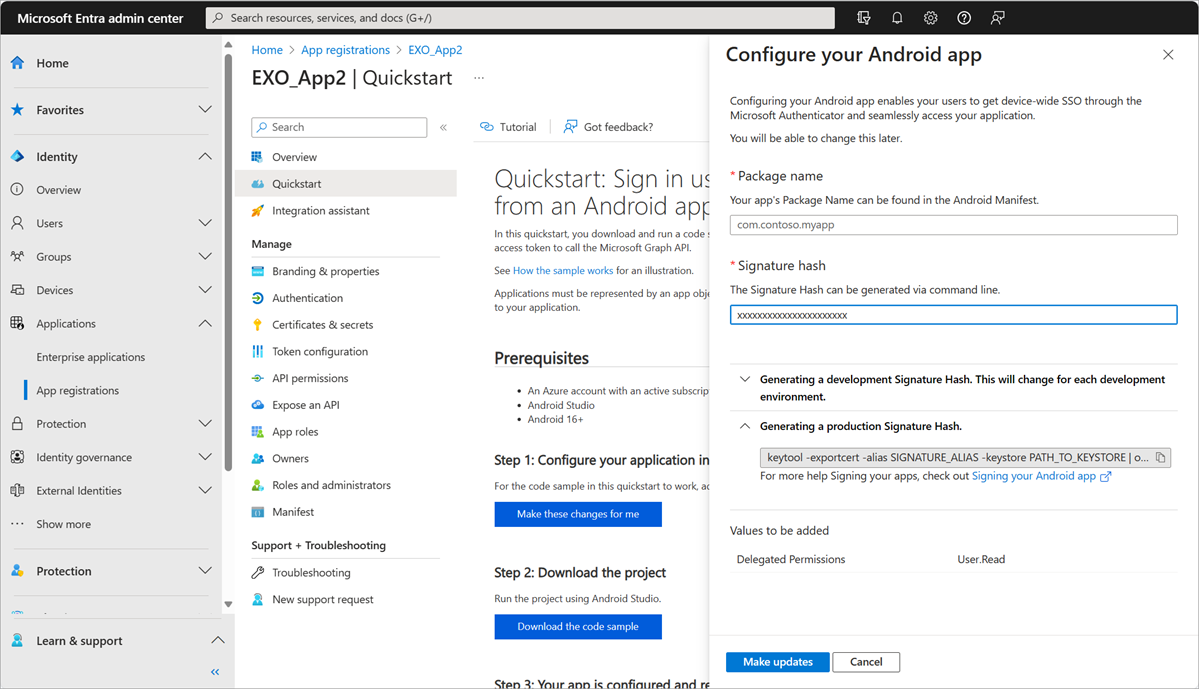 Microsoft Entra admin center
Search resources, services, and docs (G+/)
Home
Favorites
Identity
Overview
Users
Groups
Devices
Applications
Enterprise applications
App registrations
Protection
Identity governance
External Identities
Show more
Protection
Learn & support
Home > App registrations > EXO_App2
EXO_App2 | Quickstart ...
Search
Overview
Quickstart
Integration assistant
Manage
Branding & properties
Authentication
Certificates & secrets
Token configuration
API permissions
Expose an API
App roles
Owners
Roles and administrators
Manifest
Support + Troubleshooting
Troubleshooting
New support request
Tutorial
Got feedback?
Quickstart: Sign in us
from an Android app
In this quickstart, you download and run a code s
access token to call the Microsoft Graph API.
See How the sample works for an illustration.
Applications must be represented by an app obje
to your application.
Prerequisites
• An Azure account with an active subscrip
• Android Studio
• Android 16+
Step 1: Configure your application in
For the code sample in this quickstart to work, ad
Make these changes for me
Step 2: Download the project
Run the project using Android Studio.
Download the code sample
Step 3: Your app is configured and re
Configure your Android app
Configuring your Android app enables your users to get device-wide SSO through the
Microsoft Authenticator and seamlessly access your application.
You will be able to change this later.
* Package name
Your app's Package Name can be found in the Android Manifest.
com.contoso.myapp
* Signature hash
The Signature Hash can be generated via command line.
xxxxxxxxxxxxxxxxxxxxxx
Generating a development Signature Hash. This will change for each development
environment.
Generating a production Signature Hash.
keytool -exportcert -alias SIGNATURE_ALIAS -keystore PATH_TO_KEYSTORE | o...
For more help Signing your apps, check out Signing your Android app
Values to be added
Delegated Permissions User.Read
Make updates
Cancel